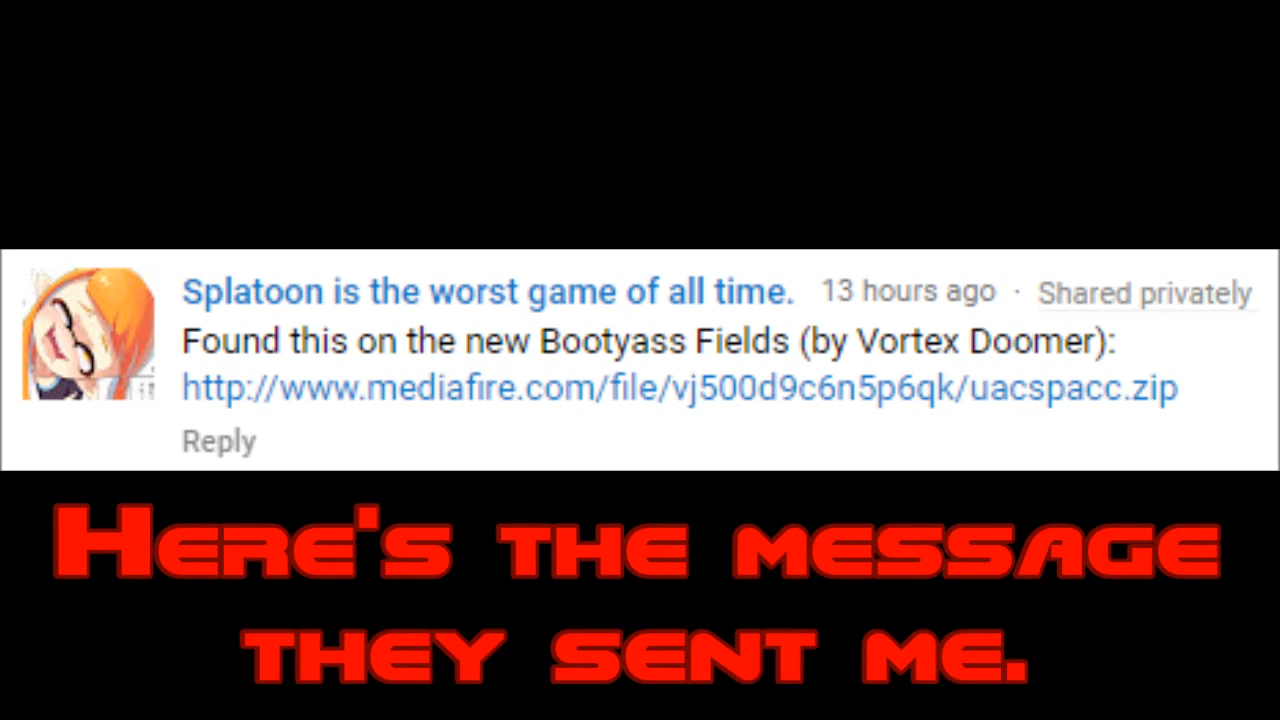 Splatoon is the worst game of all time. 13 hours ago · Shared privately
Found this on the new Bootyass Fields (by Vortex Doomer):
http://www.mediafire.com/file/vj500d9c6n5p6qk/uacspacc.zip
Reply
Here's the message
they sent me.